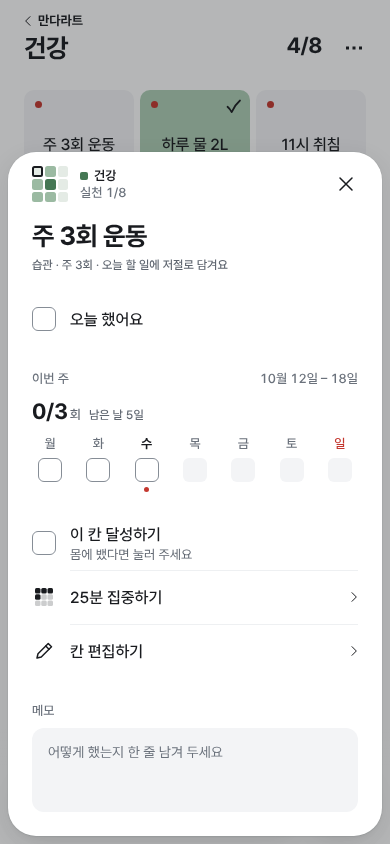 만다라트
건강
4/8
주 3회 운동
하루 물 2L
11시 취침
건강
실천 1/8
주 3회 운동
습관 · 주 3회 · 오늘 할 일에 저절로 담겨요
오늘 했어요
이번 주
10월 12일 – 18일
0/3회 남은 날 5일
월 화 수 목 금 토 일
이 칸 달성하기
몸에 뱄다면 눌러 주세요
25분 집중하기
칸 편집하기
메모
어떻게 했는지 한 줄 남겨 두세요